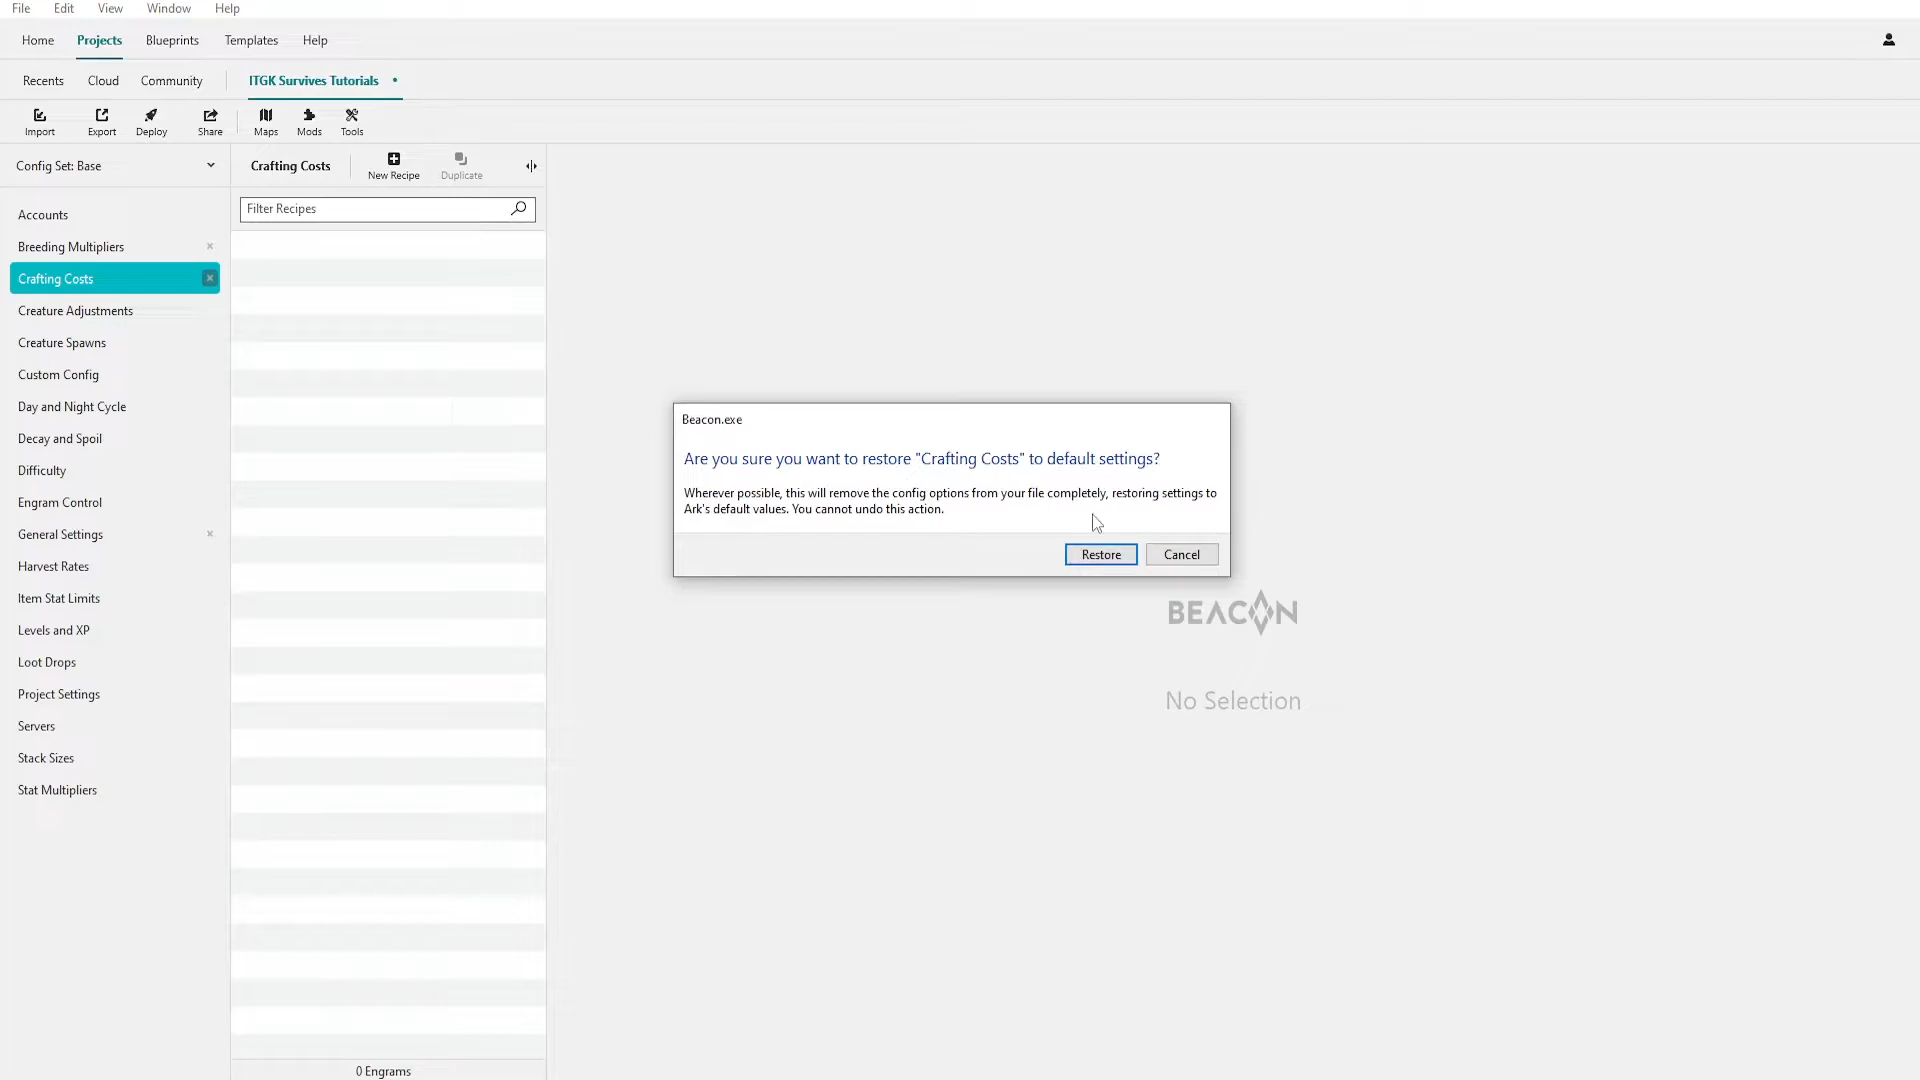 File Edit View Window Help
Home Projects Blueprints Templates Help
Recents Cloud Community ITGK Survives Tutorials •
Import Export Deploy Share Maps Mods Tools
Config Set: Base
Crafting Costs
New Recipe Duplicate
Filter Recipes
Accounts
Breeding Multipliers
Crafting Costs
Creature Adjustments
Creature Spawns
Custom Config
Day and Night Cycle
Decay and Spoil
Difficulty
Engram Control
General Settings
Harvest Rates
Item Stat Limits
Levels and XP
Loot Drops
Project Settings
Servers
Stack Sizes
Stat Multipliers
0 Engrams
Beacon.exe
Are you sure you want to restore "Crafting Costs" to default settings?
Wherever possible, this will remove the config options from your file completely, restoring settings to
Ark's default values. You cannot undo this action.
Restore Cancel
BEACON
No Selection